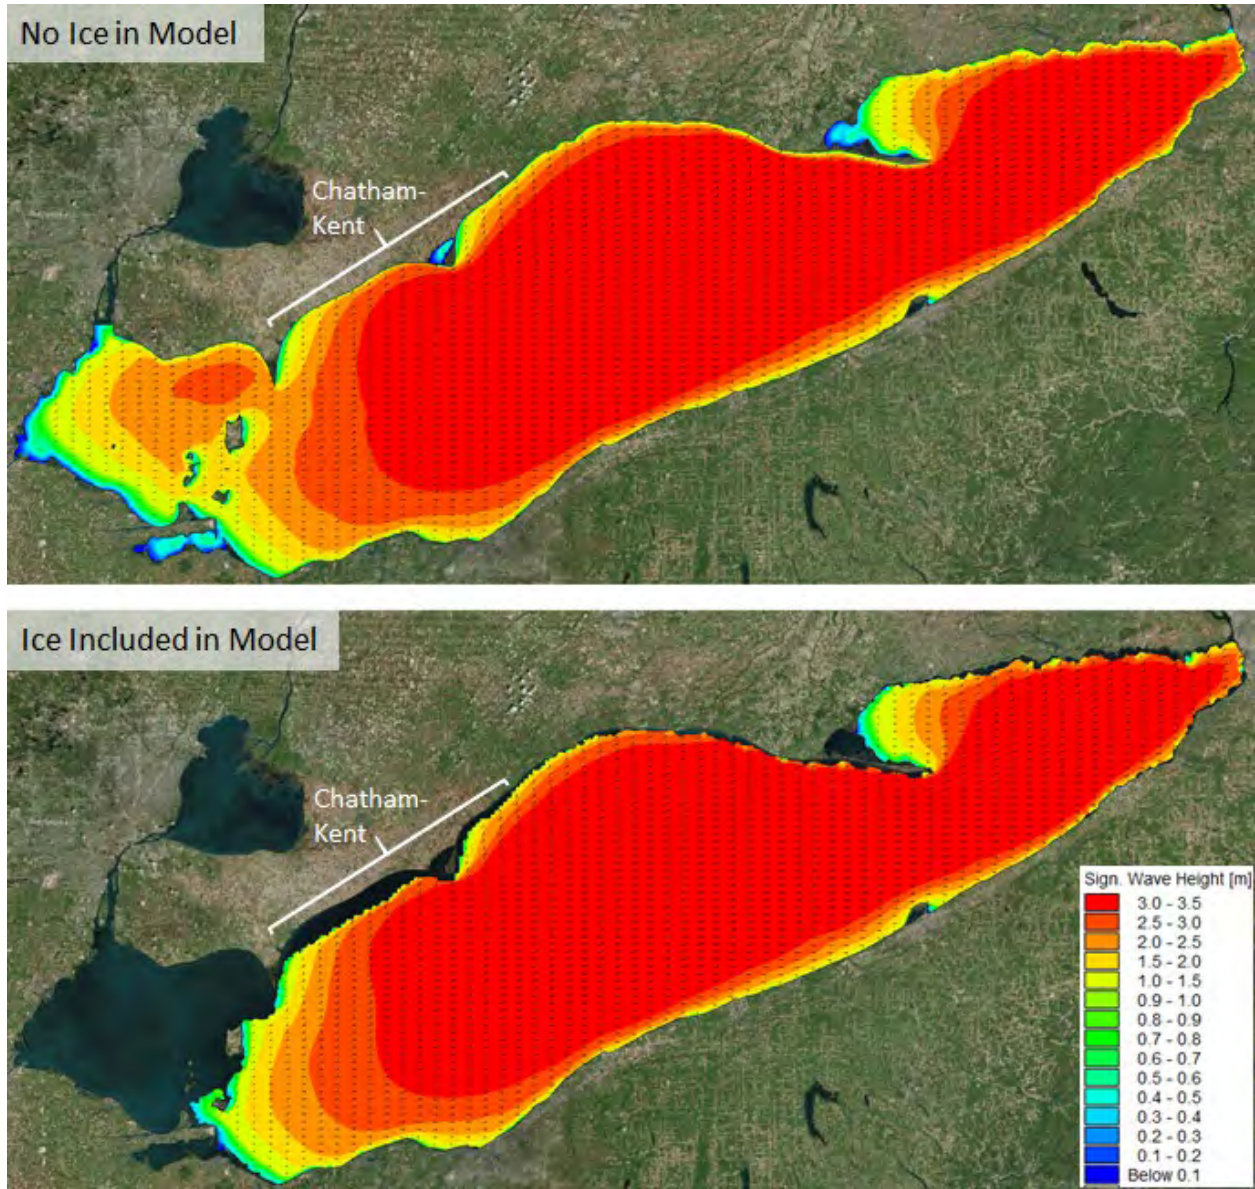 No Ice in Model
Chatham-
Kent
Ice Included in Model
Chatham-
Kent
Sign. Wave Height [m]
3.0 - 3.5
2.5 - 3.0
2.0 - 2.5
1.5 - 2.0
1.0 - 1.5
0.9 - 1.0
0.8 - 0.9
0.7 - 0.8
0.6 - 0.7
0.5 - 0.6
0.4 - 0.5
0.3 - 0.4
0.2 - 0.3
0.1 - 0.2
Below 0.1